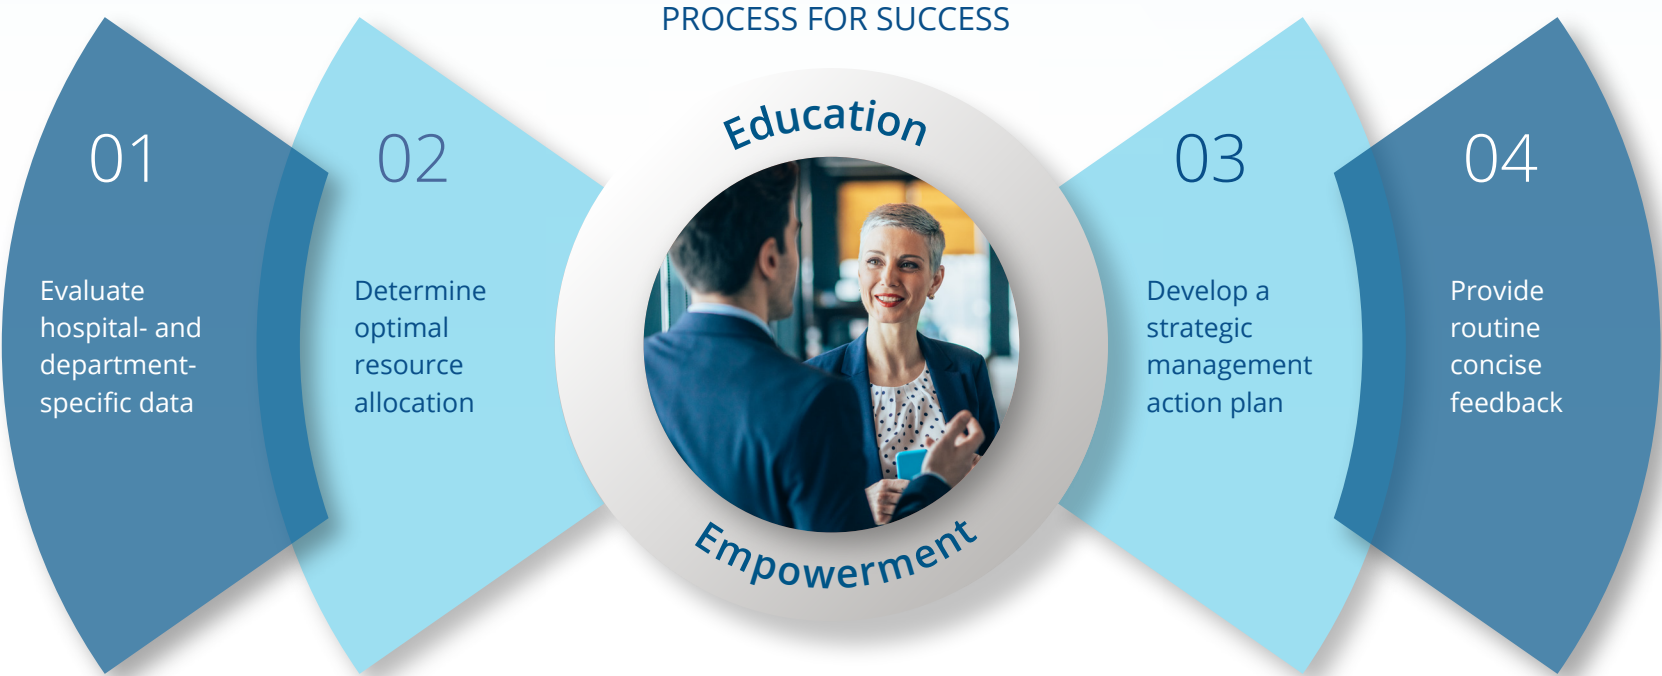 PROCESS FOR SUCCESS
Education
Empowerment
01
Evaluate
hospital- and
department-
specific data
02
Determine
optimal
resource
allocation
03
Develop a
strategic
management
action plan
04
Provide
routine
concise
feedback